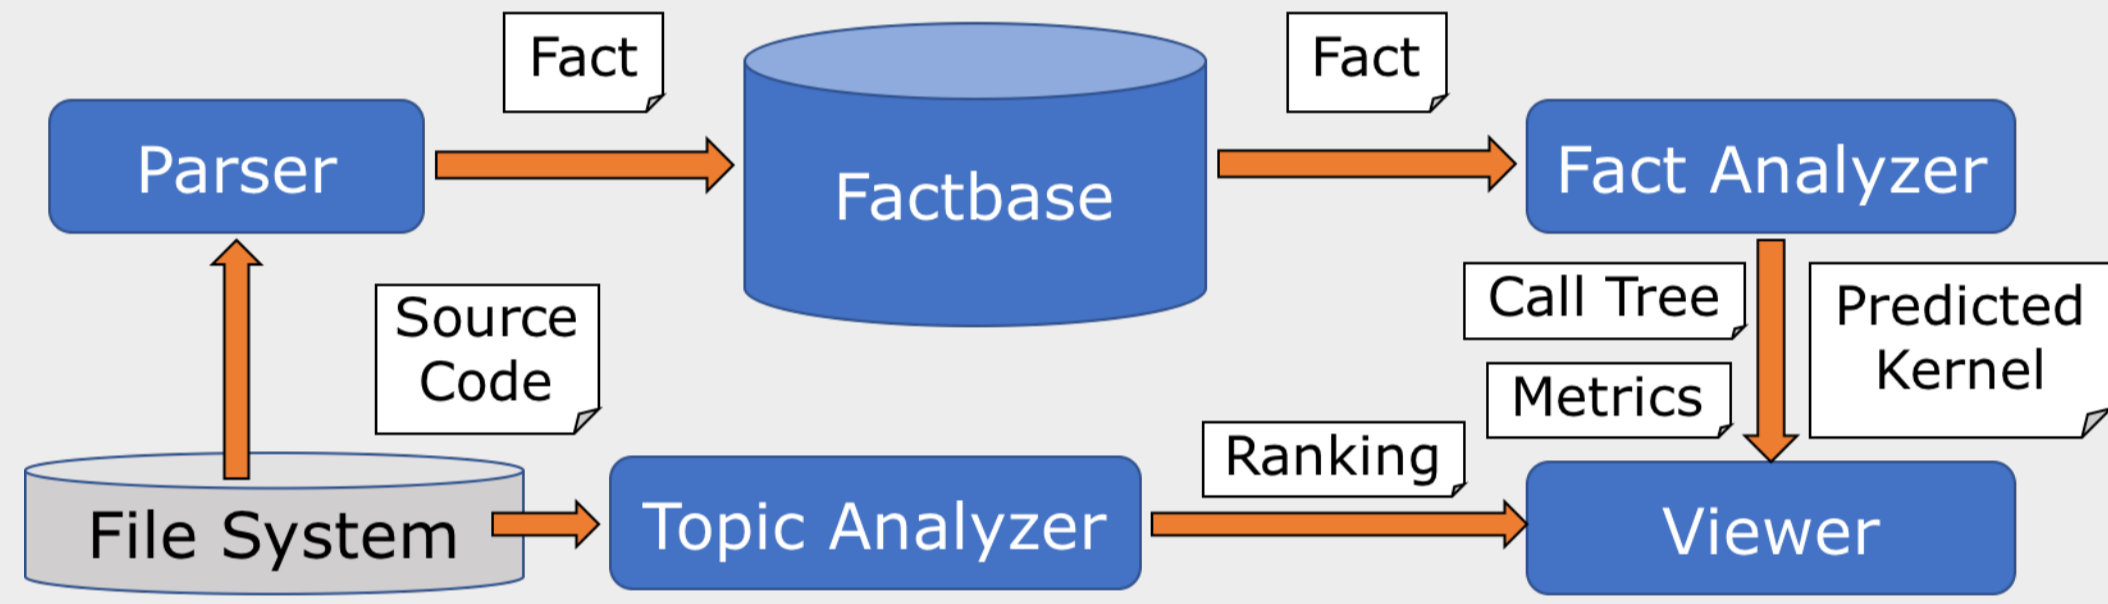 Fact
Fact
Parser
Factbase
Fact Analyzer
Source
Code
Call Tree
Predicted
Kernel
Metrics
Ranking
File System
Topic Analyzer
Viewer